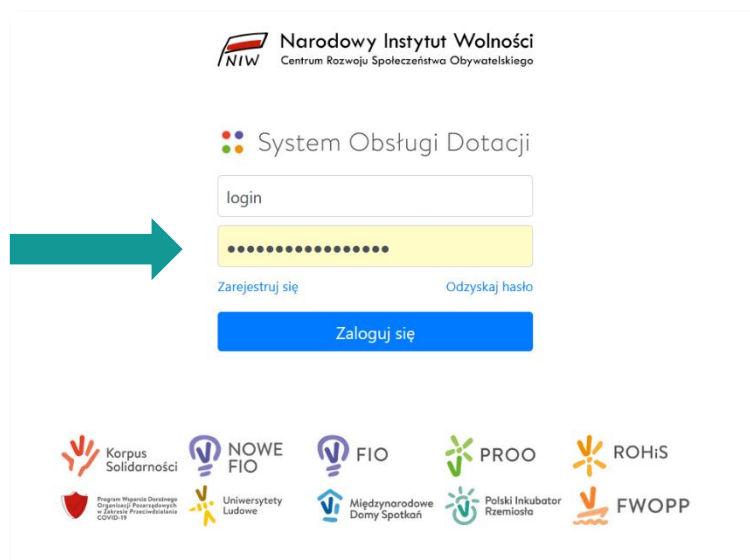 NIW
Narodowy Instytut Wolności
Centrum Rozwoju Społeczeństwa Obywatelskiego
System Obsługi Dotacji
login
Zarejestruj się
Odzyskaj hasło
Zaloguj się
Korpus
Solidarności
NOWE
FIO
FIO
PROO
ROHiS
Program Wsparcia Doraźnego
Organizacji Pozarządowych
w Zakresie Przeciwdziałania
COVID-19
Uniwersytety
Ludowe
Międzynarodowe
Domy Spotkań
Polski Inkubator
Rzemiosła
FWOPP